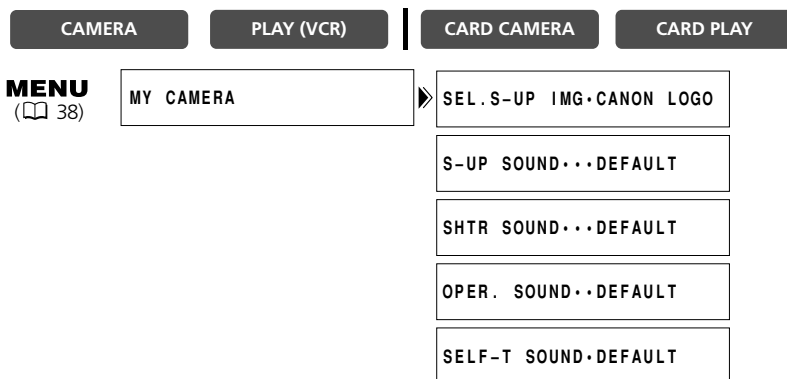 CAMERA PLAY (VCR) CARD CAMERA CARD PLAY
MENU
(38)
MY CAMERA
SEL.S-UP IMG･CANON LOGO
S-UP SOUND･･･DEFAULT
SHTR SOUND･･･DEFAULT
OPER. SOUND･･DEFAULT
SELF-T SOUND･DEFAULT